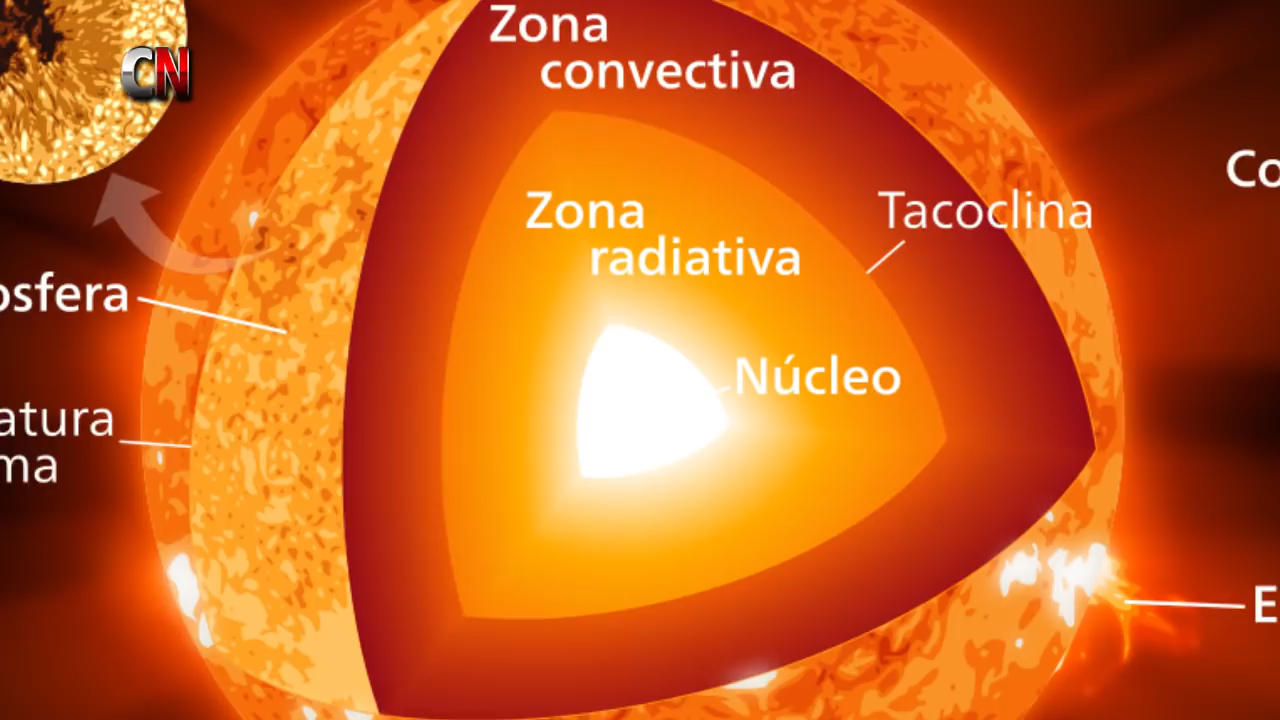 Zona
convectiva
CN
Co
Zona
radiativa
Tacoclina
osfera
Núcleo
atura
ma
E